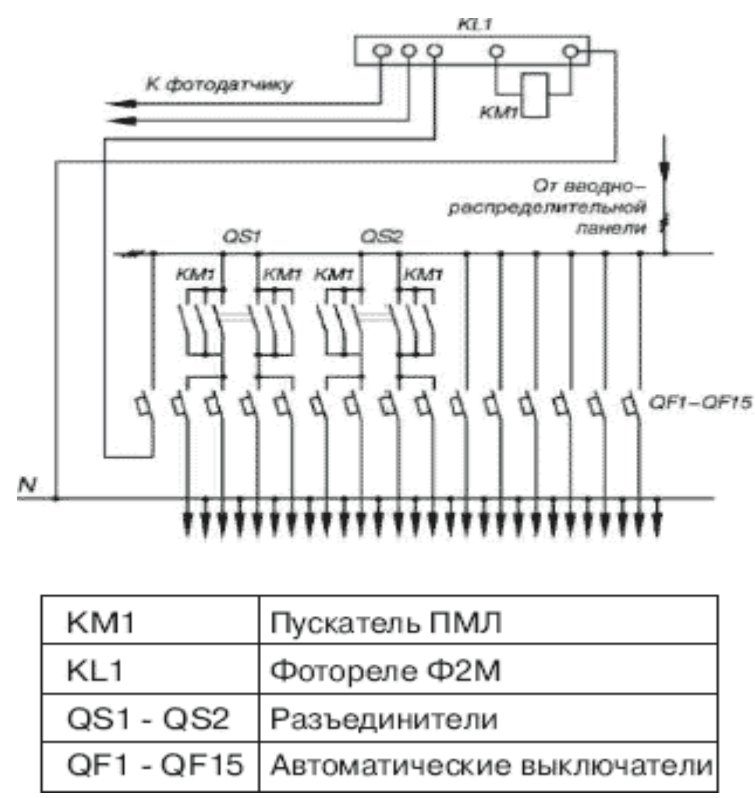 KL1
К фотодатчику
KM1
От вводно–
распределительной
панели
QS1 QS2
KM1 KM1 KM1 KM1
QF1–QF15
N
KM1 Пускатель ПМЛ
KL1 Фотореле Ф2М
QS1 - QS2 Разъединители
QF1 - QF15 Автоматические выключатели